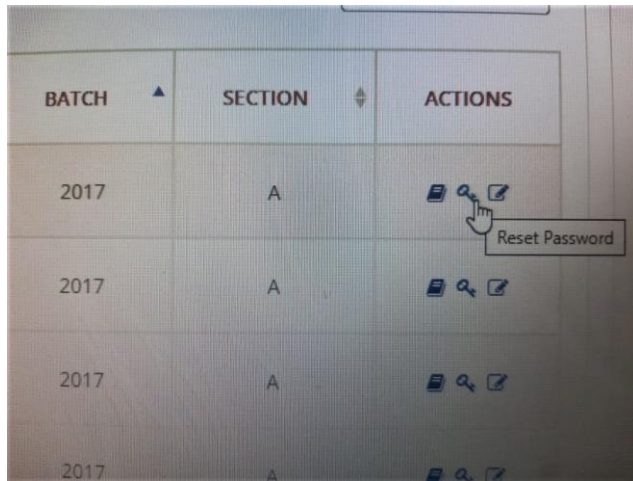 BATCH SECTION ACTIONS
2017 A
Reset Password
2017 A
2017 A
2017 A